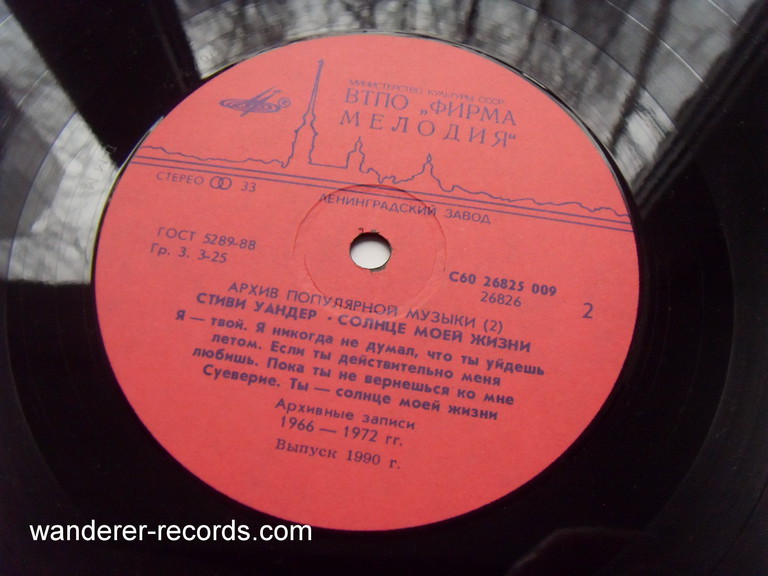 МИНИСТЕРСТВО КУЛЬТУРЫ СССР
ВТПО „ФИРМА
МЕЛОДИЯ“
СТЕРЕО 33
ЛЕНИНГРАДСКИЙ ЗАВОД
ГОСТ 5289-88
Гр. 3. 3-25
С60 26825 009
26826
2
АРХИВ ПОПУЛЯРНОЙ МУЗЫКИ (2)
СТИВИ УАНДЕР · СОЛНЦЕ МОЕЙ ЖИЗНИ
Я — твой. Я никогда не думал, что ты уйдешь
летом. Если ты действительно меня
любишь. Пока ты не вернешься ко мне
Суеверие. Ты — солнце моей жизни
Архивные записи
1966 — 1972 гг.
Выпуск 1990 г.
wanderer-records.com